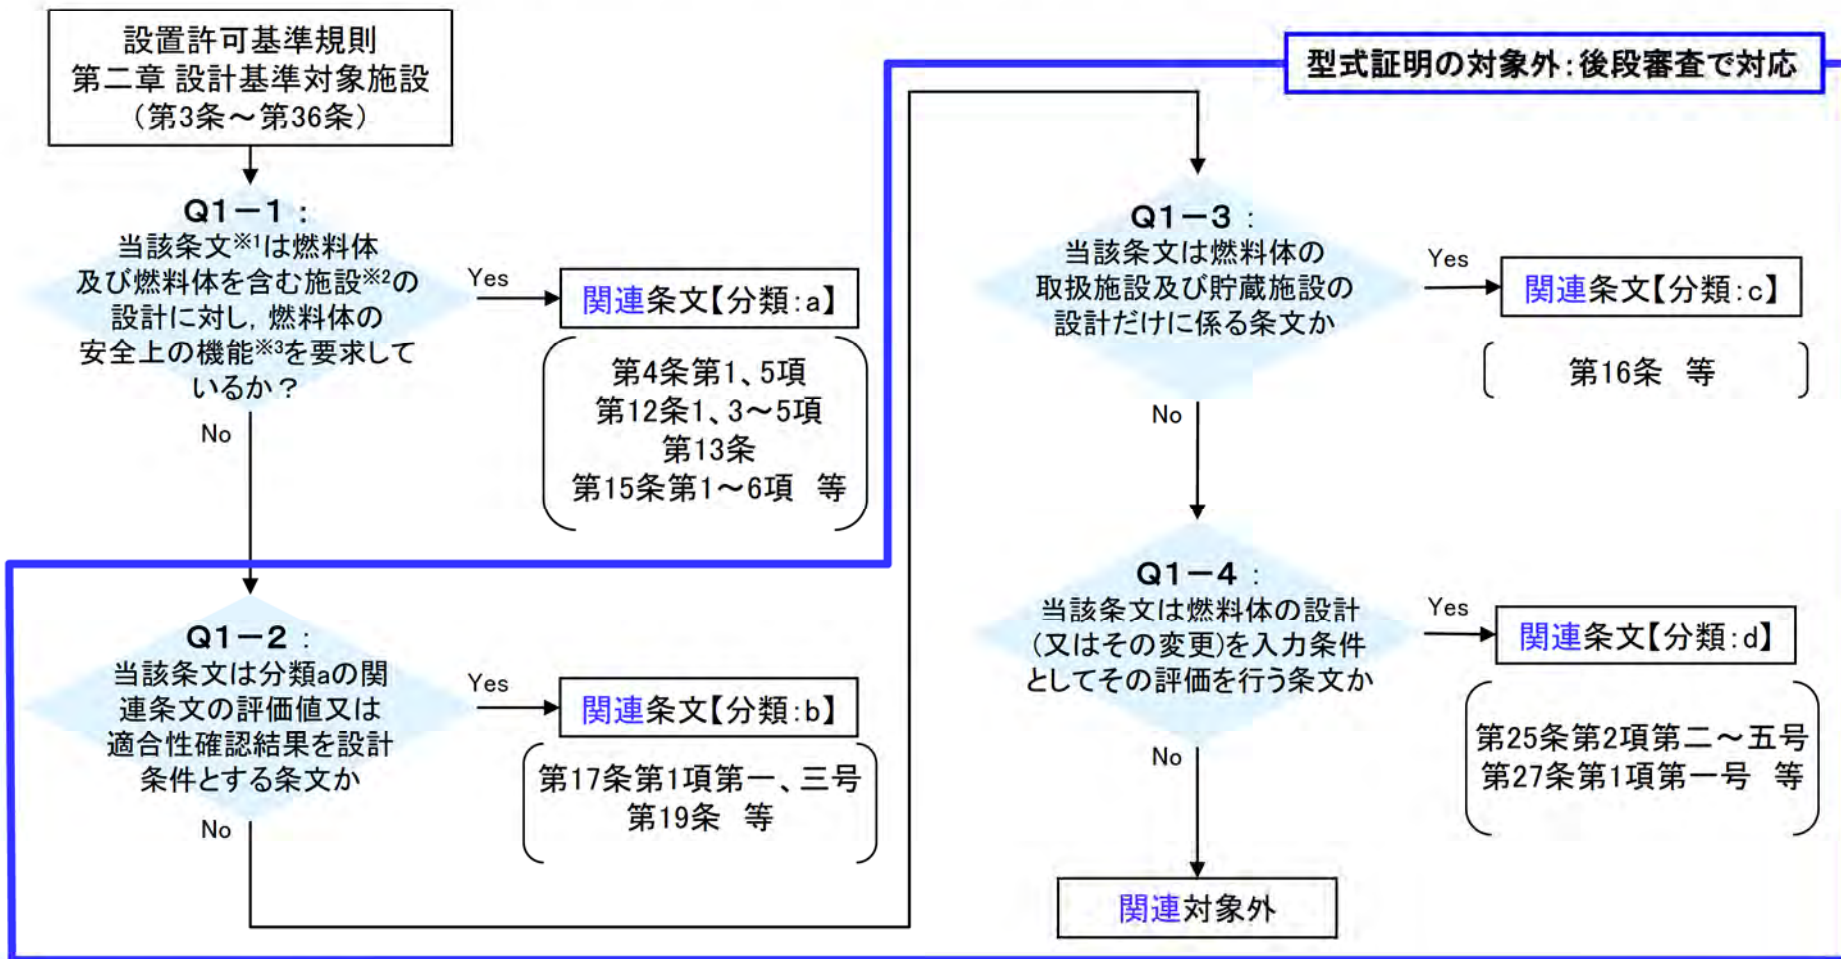 設置許可基準規則
第二章 設計基準対象施設
（第3条～第36条）
Q1－1：
当該条文※1は燃料体
及び燃料体を含む施設※2の
設計に対し，燃料体の
安全上の機能※3を要求して
いるか？
Yes
関連条文【分類：a】
第4条第1、5項
第12条1、3～5項
第13条
第15条第1～6項　等
No
Q1－2：
当該条文は分類aの関
連条文の評価値又は
適合性確認結果を設計
条件とする条文か
Yes
関連条文【分類：b】
第17条第1項第一、三号
第19条　等
No
型式証明の対象外：後段審査で対応
Q1－3：
当該条文は燃料体の
取扱施設及び貯蔵施設の
設計だけに係る条文か
Yes
関連条文【分類：c】
第16条　等
No
Q1－4：
当該条文は燃料体の設計
（又はその変更）を入力条件
としてその評価を行う条文か
Yes
関連条文【分類：d】
第25条第2項第二～五号
第27条第1項第一号　等
No
関連対象外